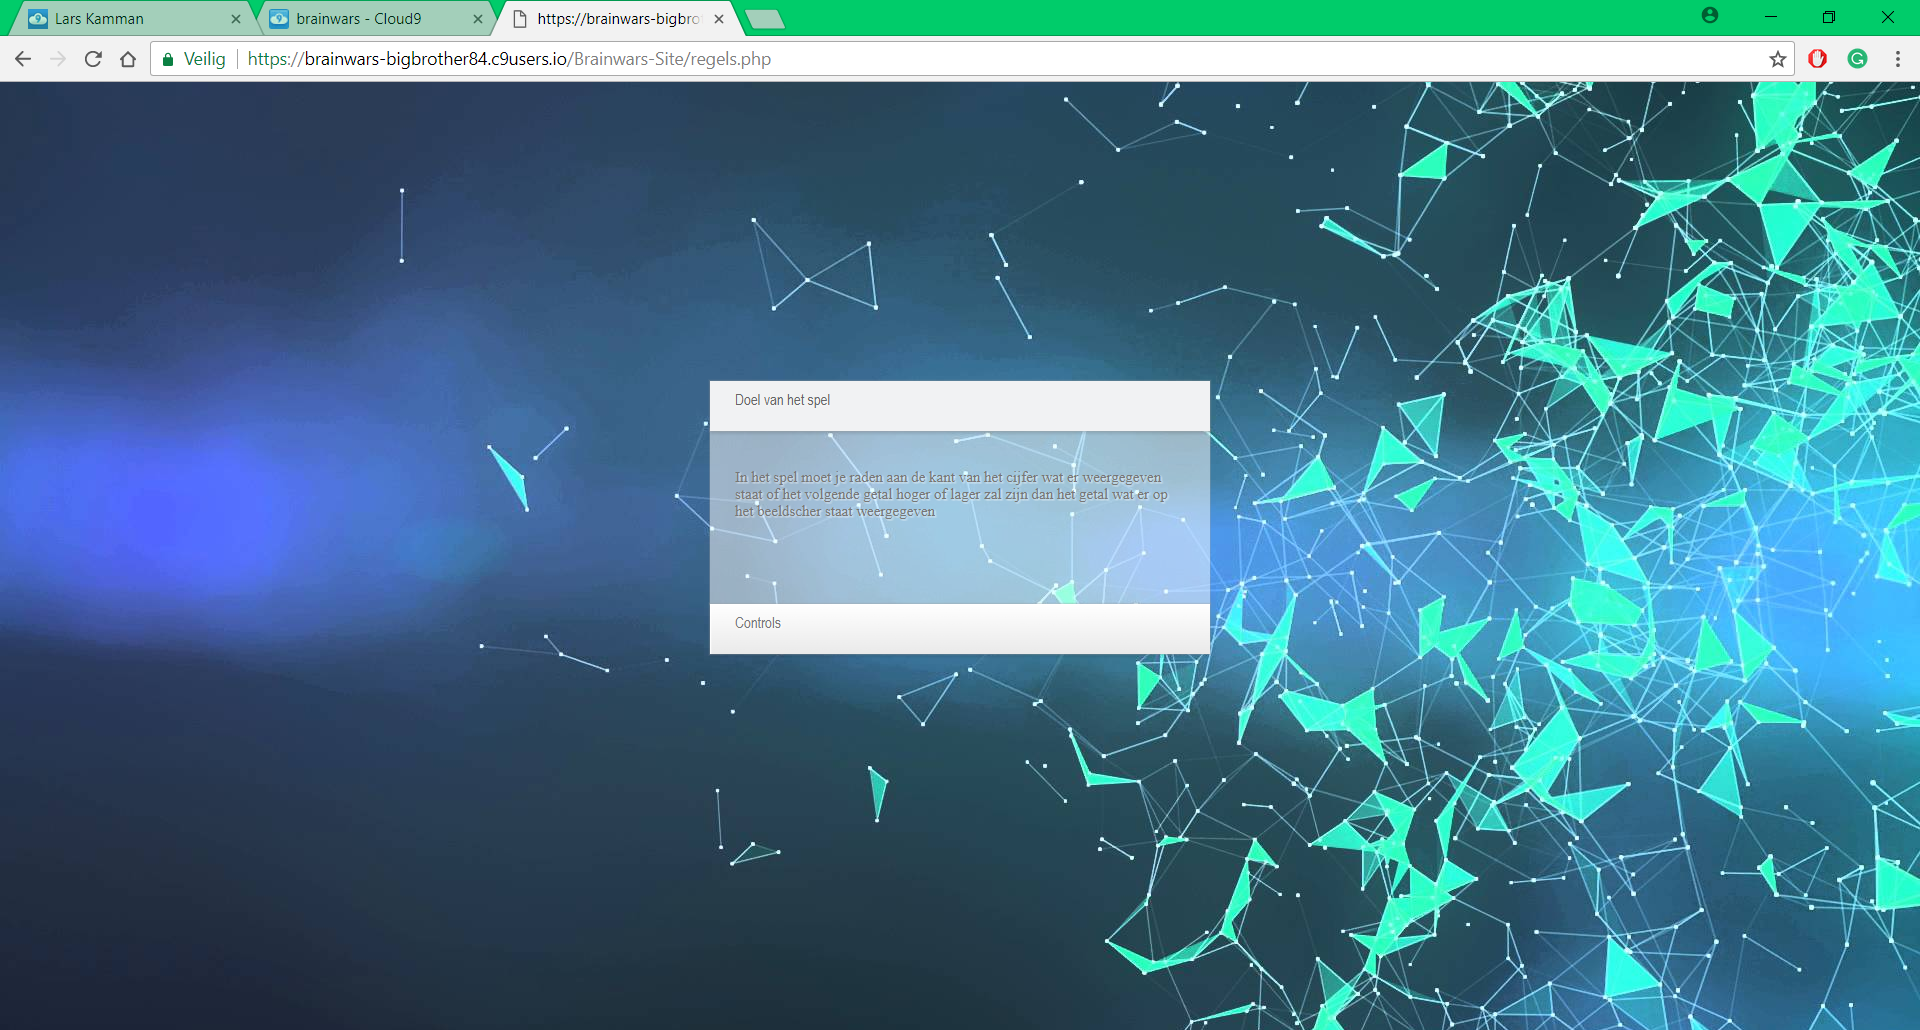 Lars Kamman
brainwars - Cloud9
https://brainwars-bigbro
Veilig
https://brainwars-bigbrother84.c9users.io/Brainwars-Site/regels.php
Doel van het spel
In het spel moet je raden aan de kant van het cijfer wat er weergegeven
staat of het volgende getal hoger of lager zal zijn dan het getal wat er op
het beeldscher staat weergegeven
Controls